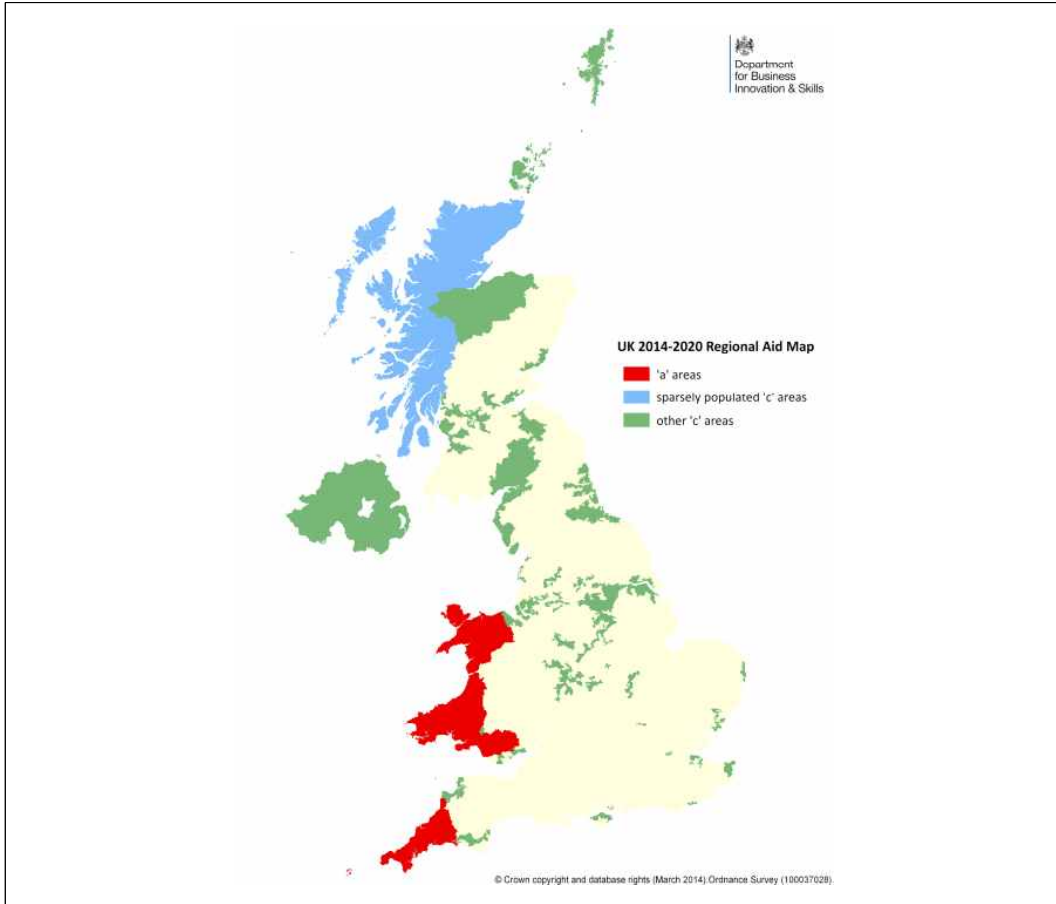 Department
for Business
Innovation & Skills
UK 2014-2020 Regional Aid Map
'a' areas
sparsely populated 'c' areas
other 'c' areas
© Crown copyright and database rights (March 2014).Ordnance Survey (100037028).